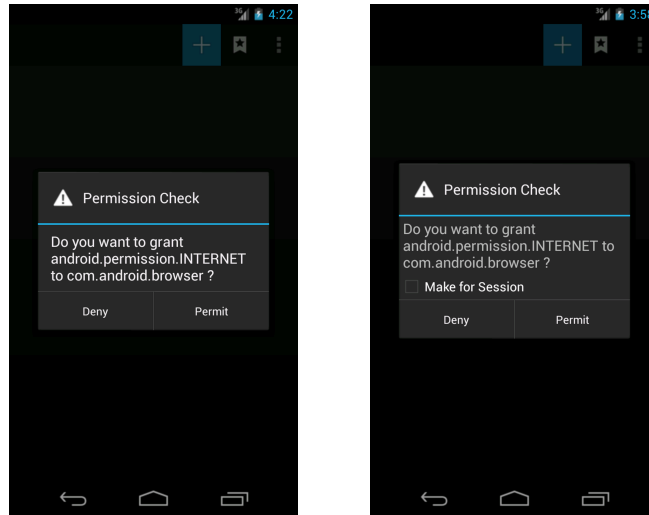 3G 4:22
Permission Check
Do you want to grant
android.permission.INTERNET
to com.android.browser ?
Deny Permit
3G 3:58
Permission Check
Do you want to grant
android.permission.INTERNET to
com.android.browser ?
Make for Session
Deny Permit